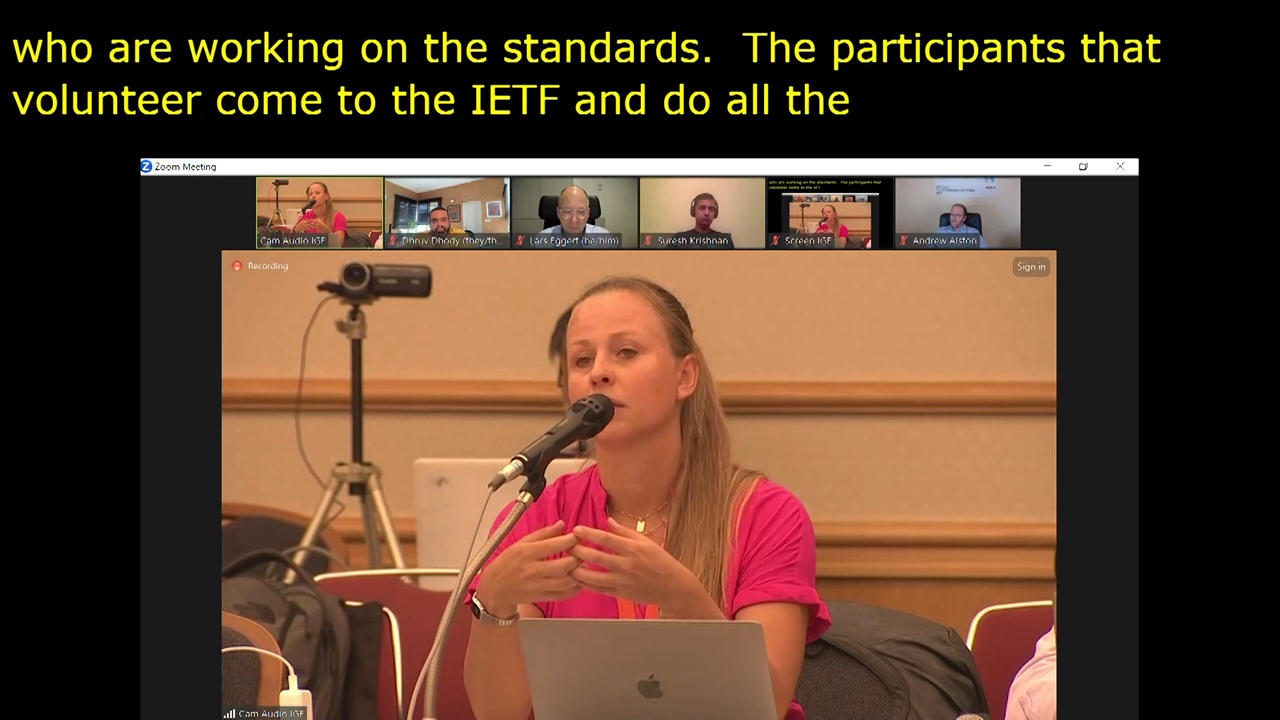 who are working on the standards.  The participants that
volunteer come to the IETF and do all the
Zoom Meeting
Cam Audio IGF
Dhruv Dhody (they/th...
Lars Eggert (he/him)
Suresh Krishnan
Screen IGF
Andrew Alston
Recording
Sign in
Cam Audio IGF